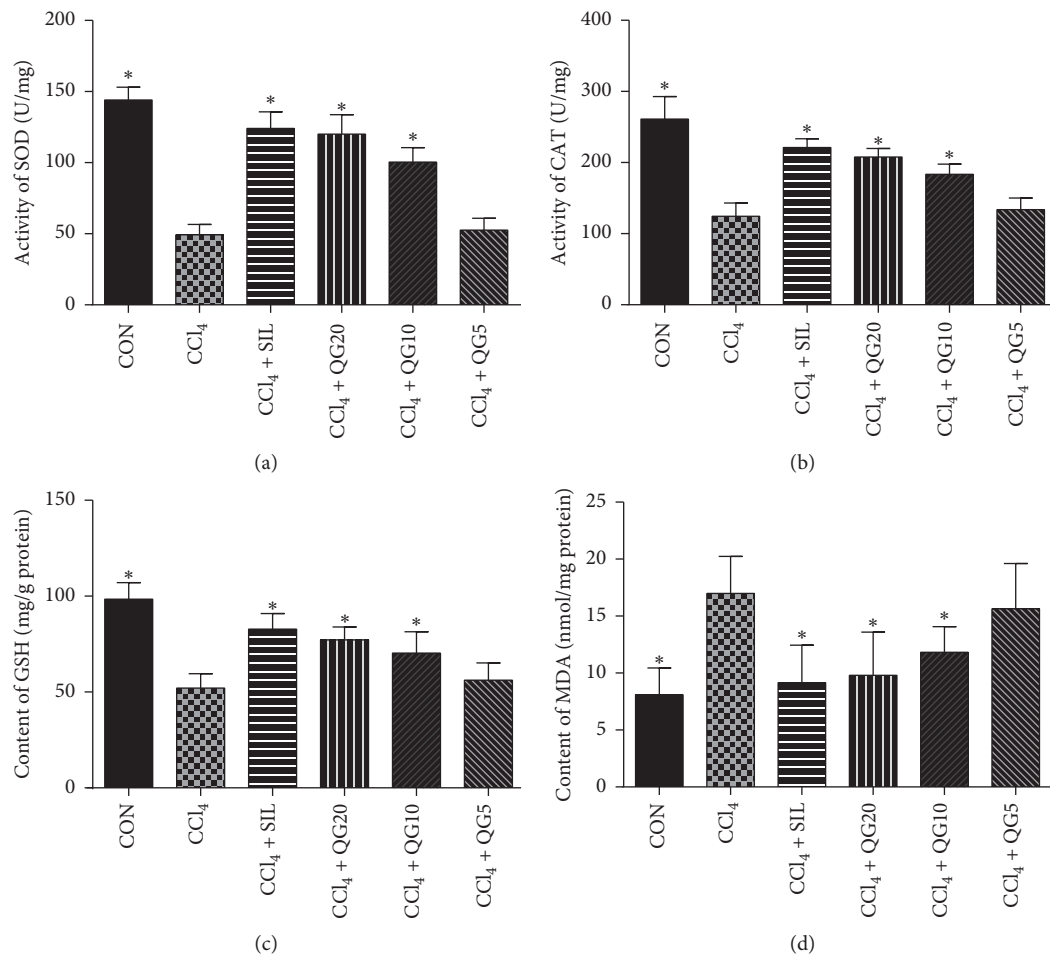 Activity of SOD (U/mg)
200
150
100
50
0
*
*
*
*
CON
CCl₄
CCl₄ + SIL
CCl₄ + QG20
CCl₄ + QG10
CCl₄ + QG5
(a)
Activity of CAT (U/mg)
400
300
200
100
0
*
*
*
*
CON
CCl₄
CCl₄ + SIL
CCl₄ + QG20
CCl₄ + QG10
CCl₄ + QG5
(b)
Content of GSH (mg/g protein)
150
100
50
0
*
*
*
*
CON
CCl₄
CCl₄ + SIL
CCl₄ + QG20
CCl₄ + QG10
CCl₄ + QG5
(c)
Content of MDA (nmol/mg protein)
25
20
15
10
5
0
*
*
*
*
CON
CCl₄
CCl₄ + SIL
CCl₄ + QG20
CCl₄ + QG10
CCl₄ + QG5
(d)